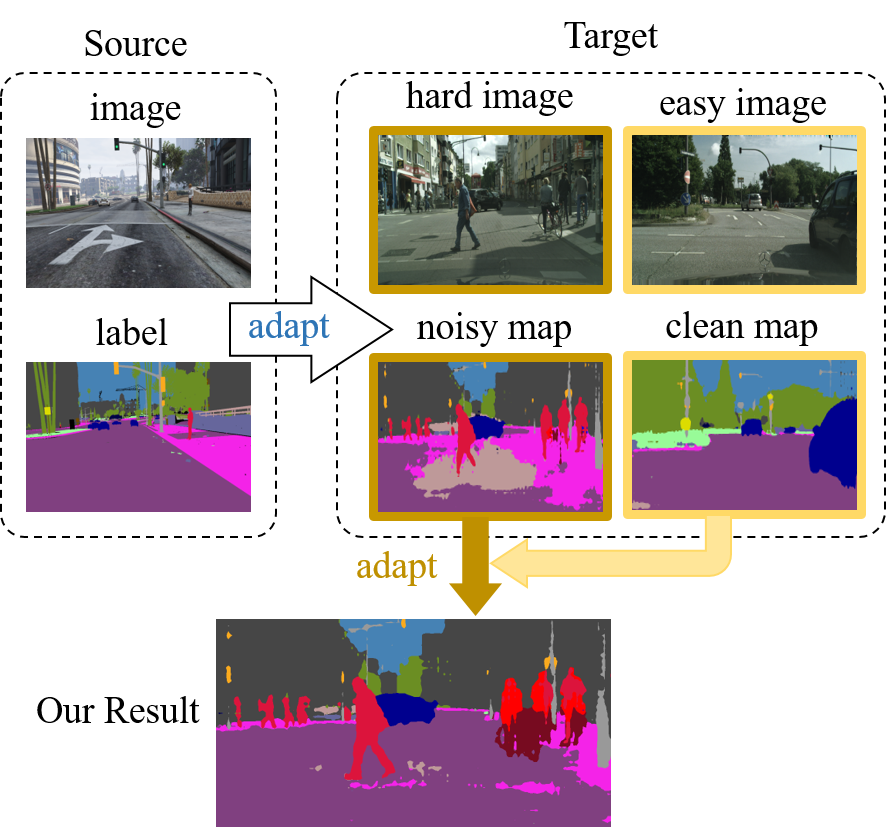 Source
Target
image
hard image
easy image
label
adapt
noisy map
clean map
adapt
Our Result